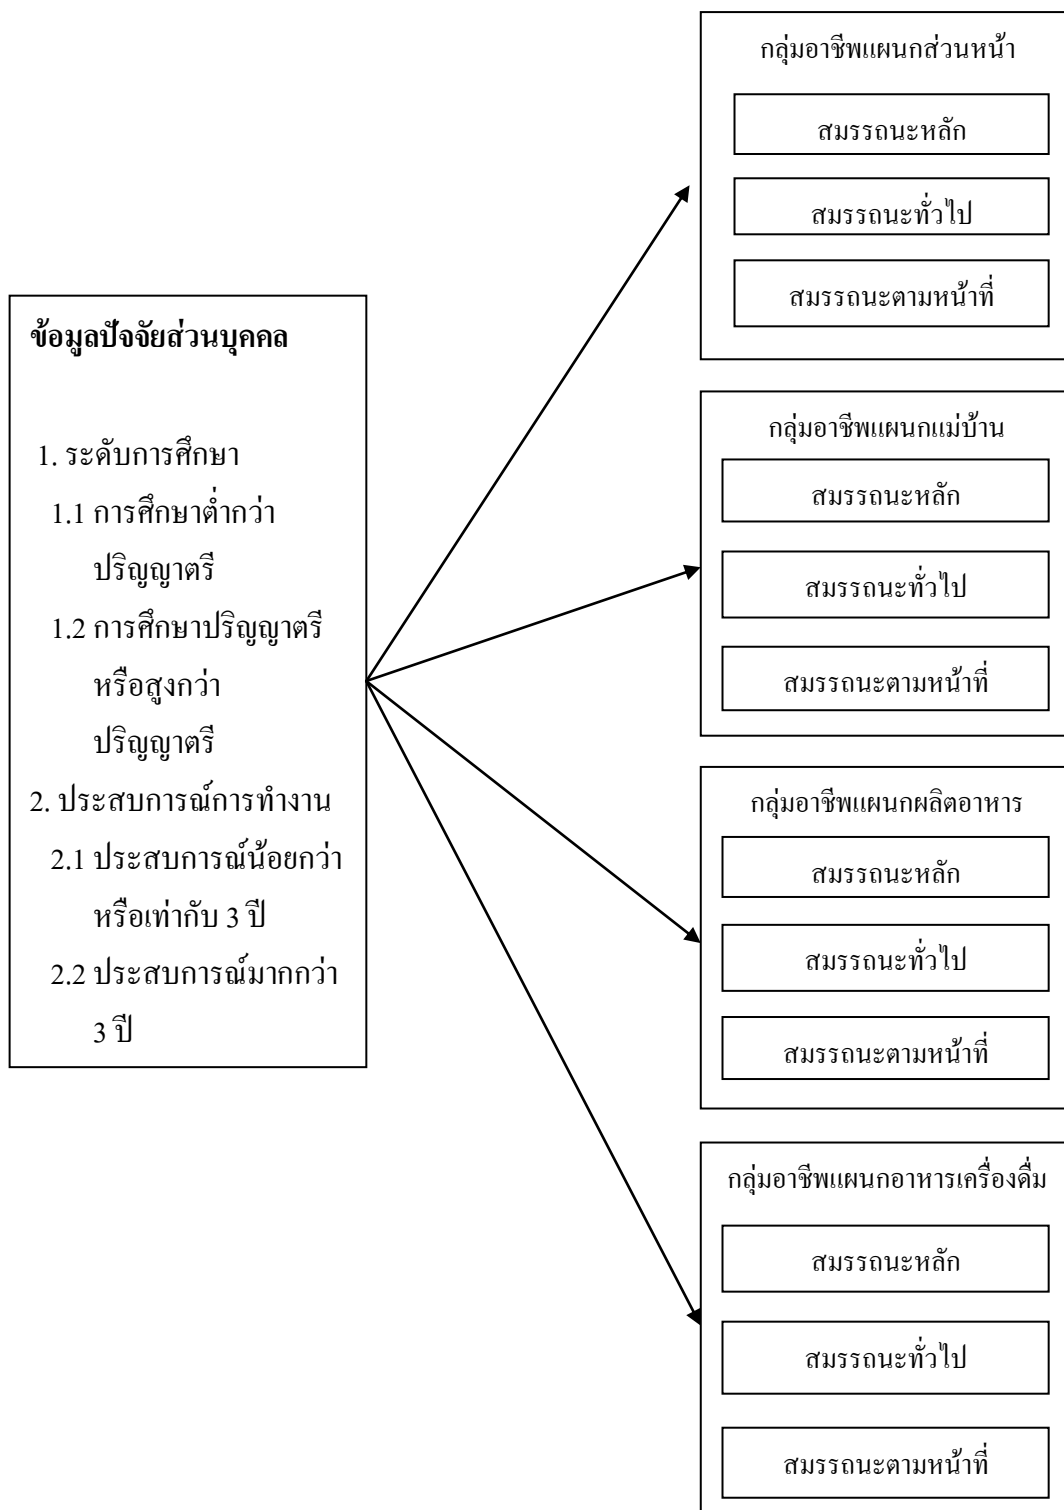 ข้อมูลปัจจัยส่วนบุคคล
1. ระดับการศึกษา
1.1 การศึกษาต่ำกว่า
ปริญญาตรี
1.2 การศึกษาปริญญาตรี
หรือสูงกว่า
ปริญญาตรี
2. ประสบการณ์การทำงาน
2.1 ประสบการณ์น้อยกว่า
หรือเท่ากับ 3 ปี
2.2 ประสบการณ์มากกว่า
3 ปี
กลุ่มอาชีพแผนกส่วนหน้า
สมรรถนะหลัก
สมรรถนะทั่วไป
สมรรถนะตามหน้าที่
กลุ่มอาชีพแผนกแม่บ้าน
สมรรถนะหลัก
สมรรถนะทั่วไป
สมรรถนะตามหน้าที่
กลุ่มอาชีพแผนกผลิตอาหาร
สมรรถนะหลัก
สมรรถนะทั่วไป
สมรรถนะตามหน้าที่
กลุ่มอาชีพแผนกอาหารเครื่องดื่ม
สมรรถนะหลัก
สมรรถนะทั่วไป
สมรรถนะตามหน้าที่